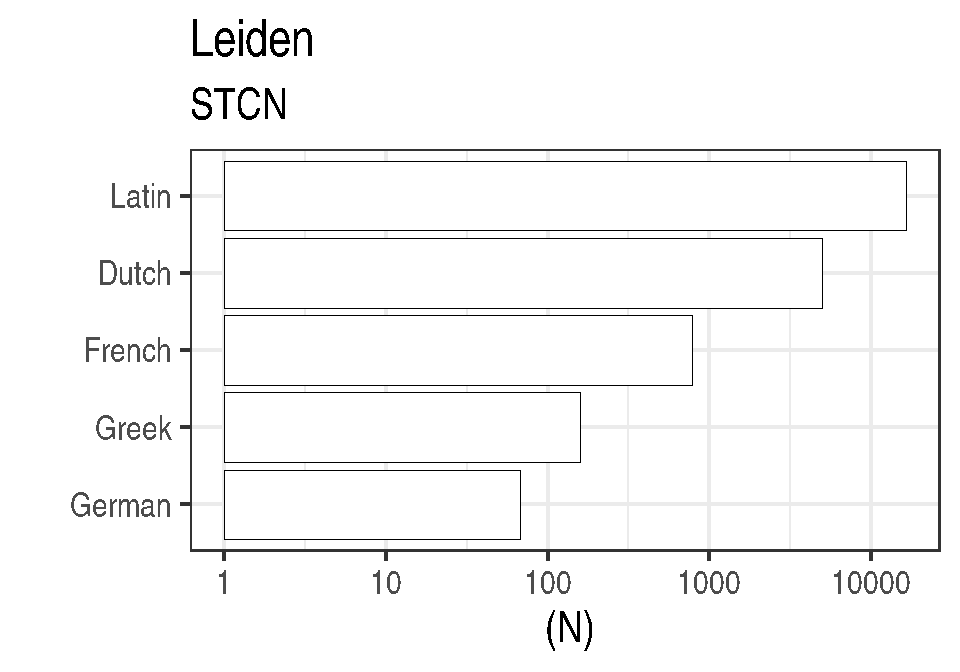 Leiden
STCN
Latin
Dutch
French
Greek
German
1 10 100 1000 10000
(N)